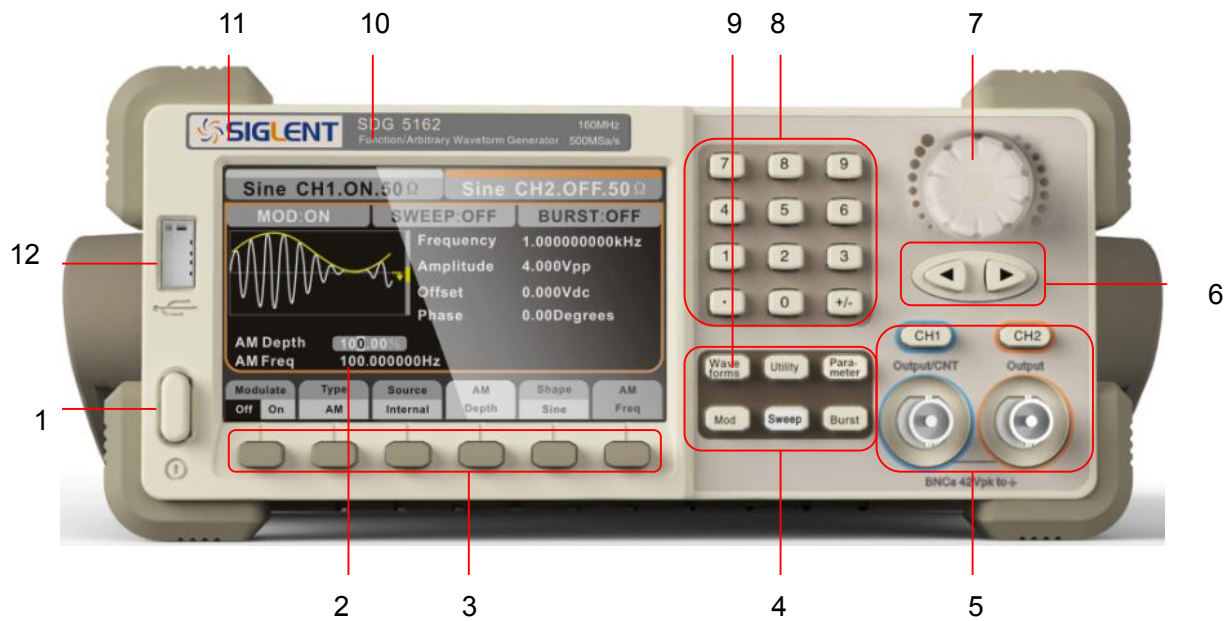 11 10 9 8 7
SIGLENT SDG 5162 160MHz
Function/Arbitrary Waveform Generator 500MSa/s
Sine CH1.ON.50Ω Sine CH2.OFF.50Ω
MOD:ON SWEEP:OFF BURST:OFF
Frequency 1.000000000kHz
Amplitude 4.000Vpp
Offset 0.000Vdc
Phase 0.00Degrees
AM Depth 100.00%
AM Freq 100.000000Hz
Modulate Type Source AM Shape AM
Off On AM Internal Depth Sine Freq
7 8 9
4 5 6
1 2 3
· 0 +/-
Wave forms Utility Para- meter
Mod Sweep Burst
CH1 CH2
Output/CNT Output
BNCs 42Vpk to
12
6
1
2 3 4 5